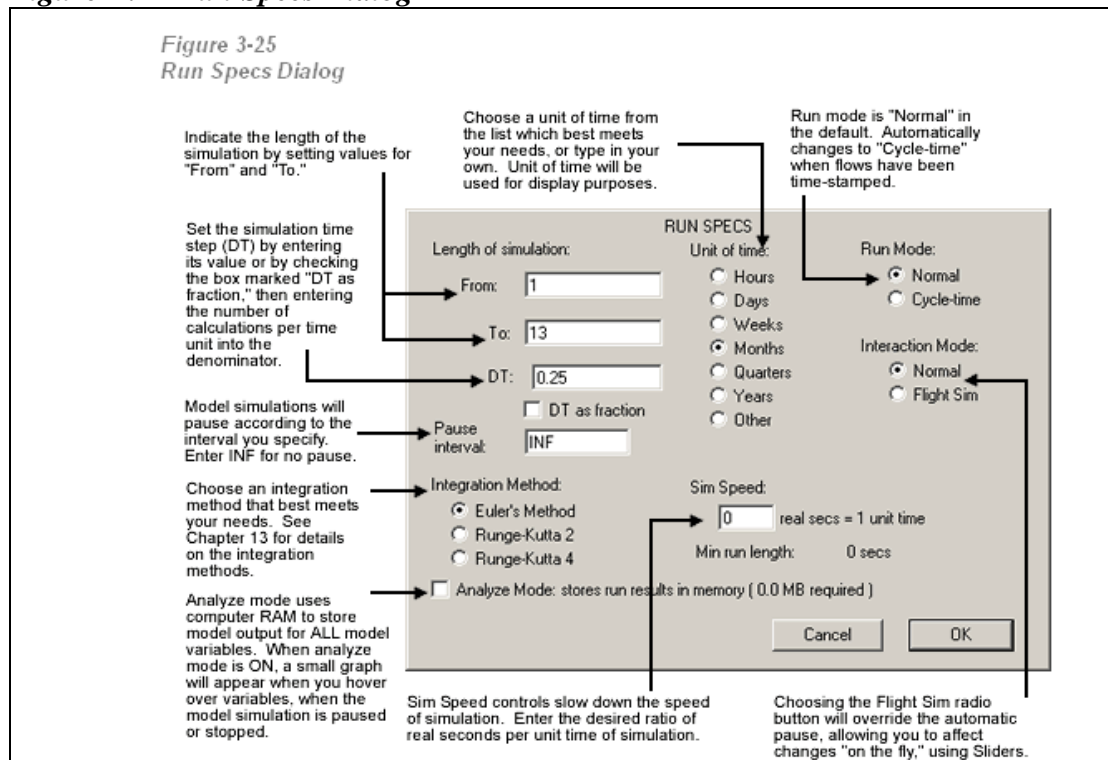 Figure 3-25
Run Specs Dialog
Indicate the length of the
simulation by setting values for
"From" and "To."
Choose a unit of time from
the list which best meets
your needs, or type in your
own. Unit of time will be
used for display purposes.
Run mode is "Normal" in
the default. Automatically
changes to "Cycle-time"
when flows have been
time-stamped.
Set the simulation time
step (DT) by entering
its value or by checking
the box marked "DT as
fraction," then entering
the number of
calculations per time
unit into the
denominator.
Model simulations will
pause according to the
interval you specify.
Enter INF for no pause.
Choose an integration
method that best meets
your needs. See
Chapter 13 for details
on the integration
methods.
Analyze mode uses
computer RAM to store
model output for ALL model
variables. When analyze
mode is ON, a small graph
will appear when you hover
over variables, when the
model simulation is paused
or stopped.
RUN SPECS
Length of simulation:
From: 1
To: 13
DT: 0.25
DT as fraction
Pause
interval: INF
Unit of time:
Hours
Days
Weeks
Months
Quarters
Years
Other
Run Mode:
Normal
Cycle-time
Interaction Mode:
Normal
Flight Sim
Integration Method:
Euler's Method
Runge-Kutta 2
Runge-Kutta 4
Sim Speed:
0 real secs = 1 unit time
Min run length: 0 secs
Analyze Mode: stores run results in memory ( 0.0 MB required )
Cancel
OK
Sim Speed controls slow down the speed
of simulation. Enter the desired ratio of
real seconds per unit time of simulation.
Choosing the Flight Sim radio
button will override the automatic
pause, allowing you to affect
changes "on the fly," using Sliders.